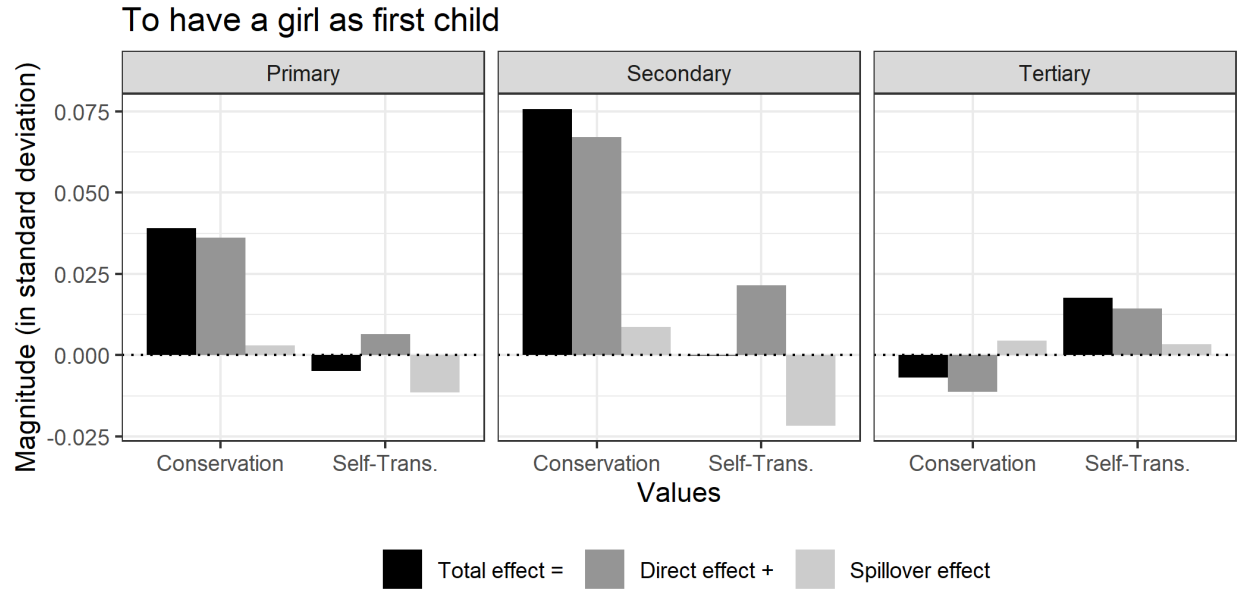 To have a girl as first child
Primary
Secondary
Tertiary
Magnitude (in standard deviation)
0.075
0.050
0.025
0.000
-0.025
Conservation
Self-Trans.
Conservation
Self-Trans.
Conservation
Self-Trans.
Values
Total effect =
Direct effect +
Spillover effect